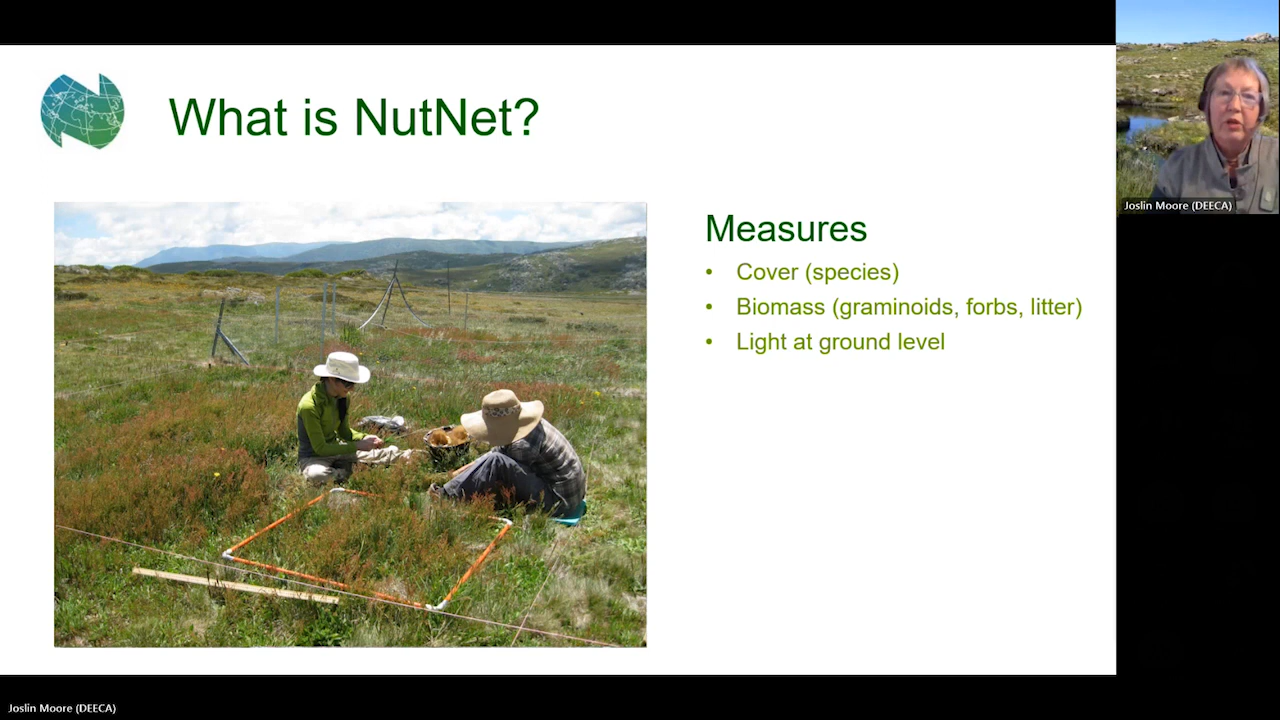 What is NutNet?
Measures
• Cover (species)
• Biomass (graminoids, forbs, litter)
• Light at ground level
Joslin Moore (DEECA)
Joslin Moore (DEECA)